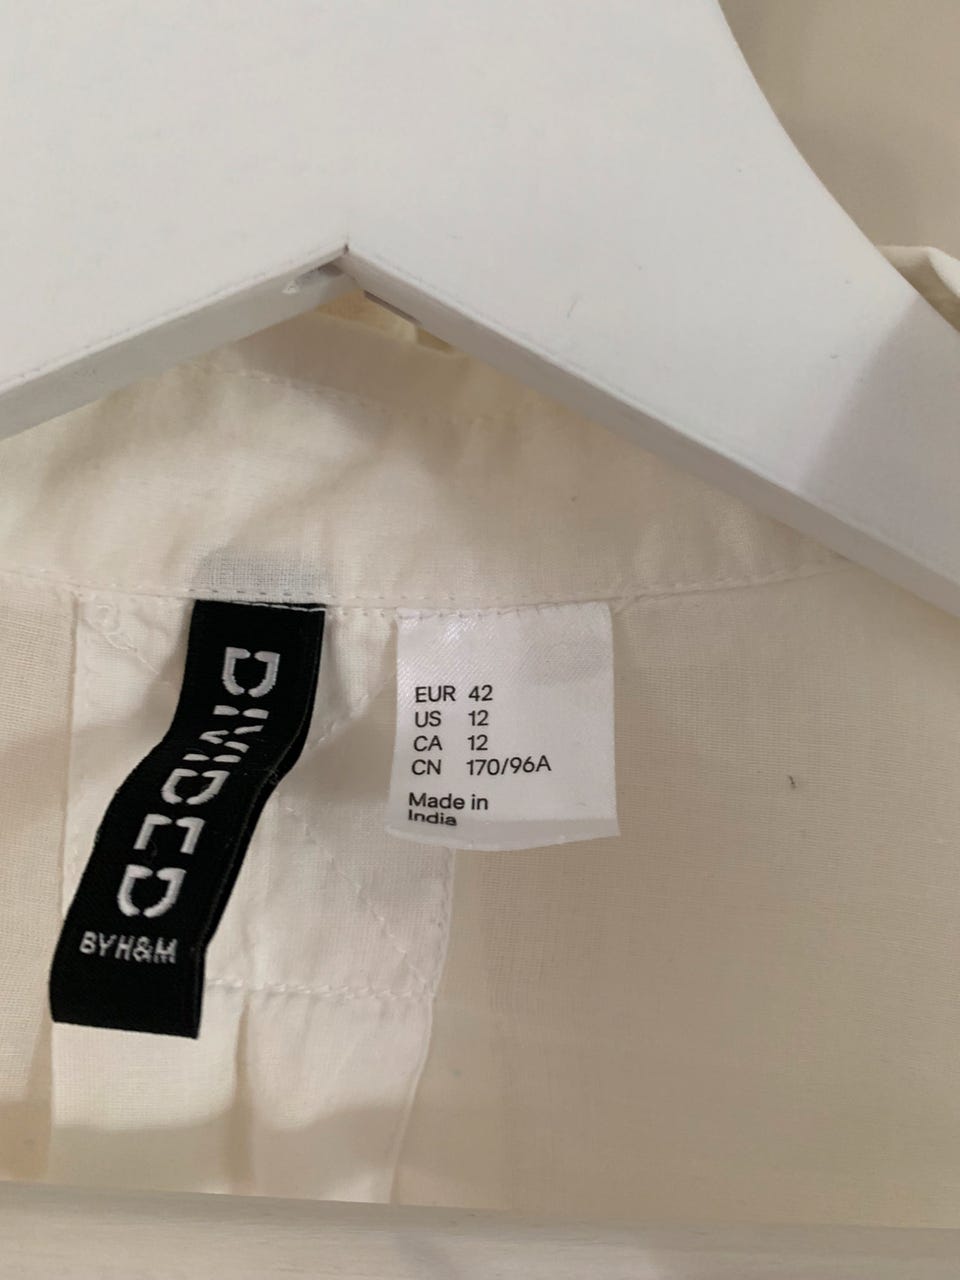 DIVIDED
BY H&M
EUR 42
US 12
CA 12
CN 170/96A
Made in
India